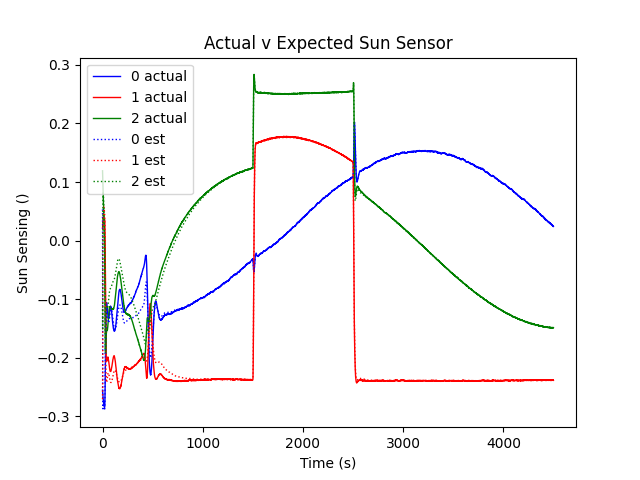 Actual v Expected Sun Sensor
0.3
0.2
0.1
0.0
−0.1
−0.2
−0.3
Sun Sensing ()
0 actual
1 actual
2 actual
0 est
1 est
2 est
0
1000
2000
3000
4000
Time (s)